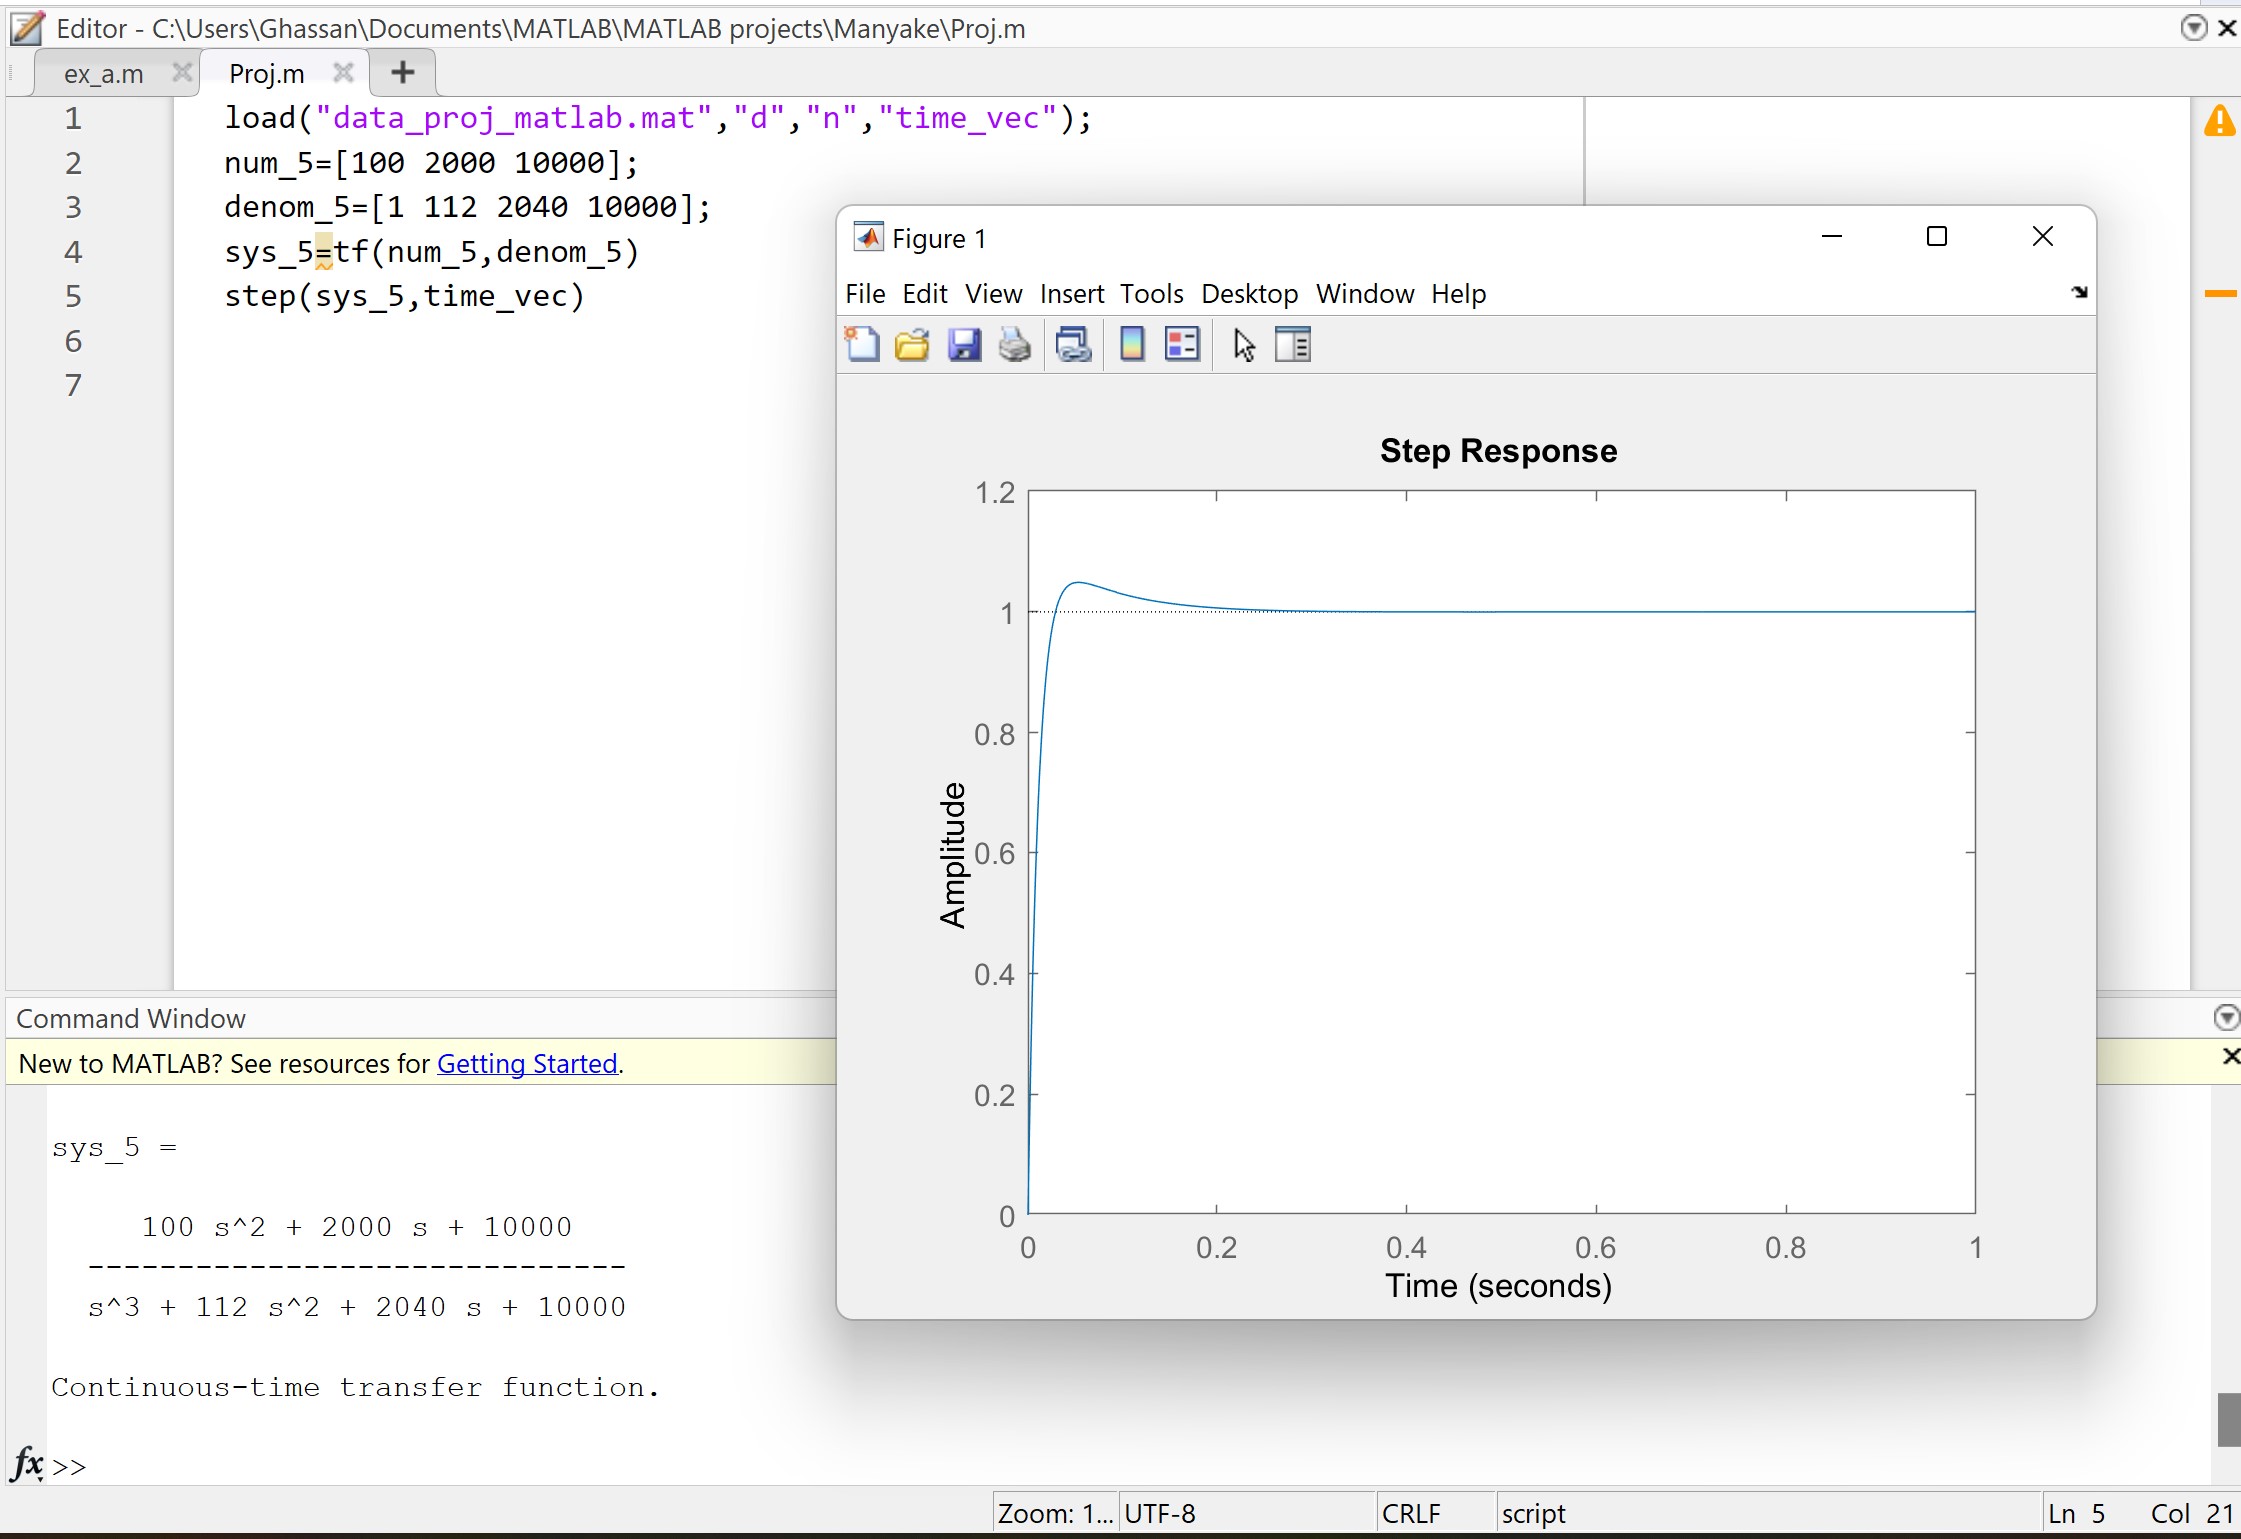 Editor - C:\Users\Ghassan\Documents\MATLAB\MATLAB projects\Manyake\Proj.m
ex_a.m Proj.m +
1 load("data_proj_matlab.mat","d","n","time_vec");
2 num_5=[100 2000 10000];
3 denom_5=[1 112 2040 10000];
4 sys_5=tf(num_5,denom_5)
5 step(sys_5,time_vec)
6
7
Figure 1
File Edit View Insert Tools Desktop Window Help
Step Response
1.2
1
0.8
0.6
0.4
0.2
0
Amplitude
0 0.2 0.4 0.6 0.8 1
Time (seconds)
Command Window
New to MATLAB? See resources for Getting Started.
sys_5 =
100 s^2 + 2000 s + 10000
------------------------------
s^3 + 112 s^2 + 2040 s + 10000
Continuous-time transfer function.
fx >>
Zoom: 1... UTF-8 CRLF script Ln 5 Col 21